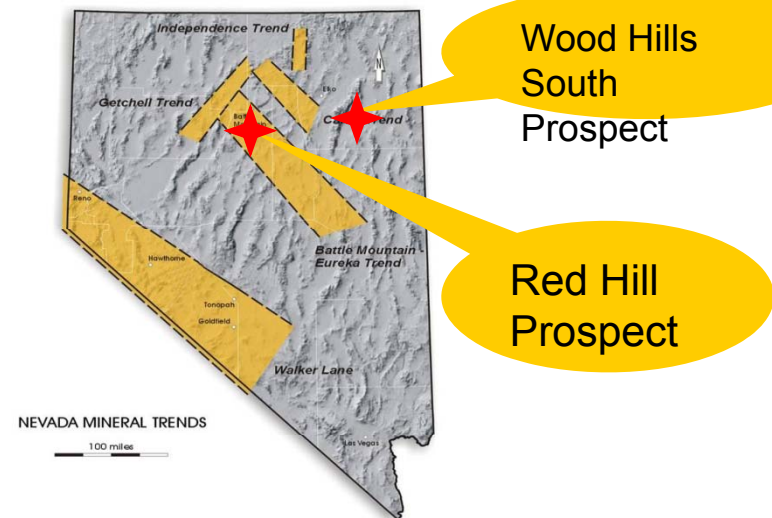 Independence Trend
Wood Hills
South
Prospect
Elko
Getchell Trend
Reno
Hawthorne
Battle Mountain -
Eureka Trend
Red Hill
Prospect
Tonopah
Goldfield
Walker Lane
NEVADA MINERAL TRENDS
100 miles
Las Vegas